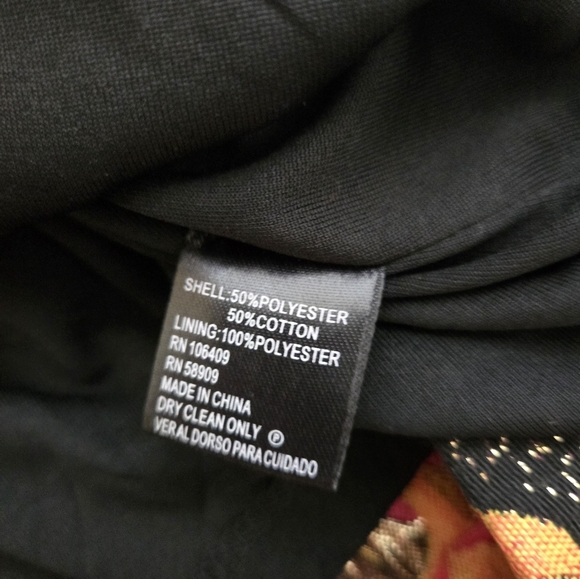 SHELL:50%POLYESTER
50%COTTON
LINING:100%POLYESTER
RN 106409
RN 58909
MADE IN CHINA
DRY CLEAN ONLY Ⓟ
VER AL DORSO PARA CUIDADO